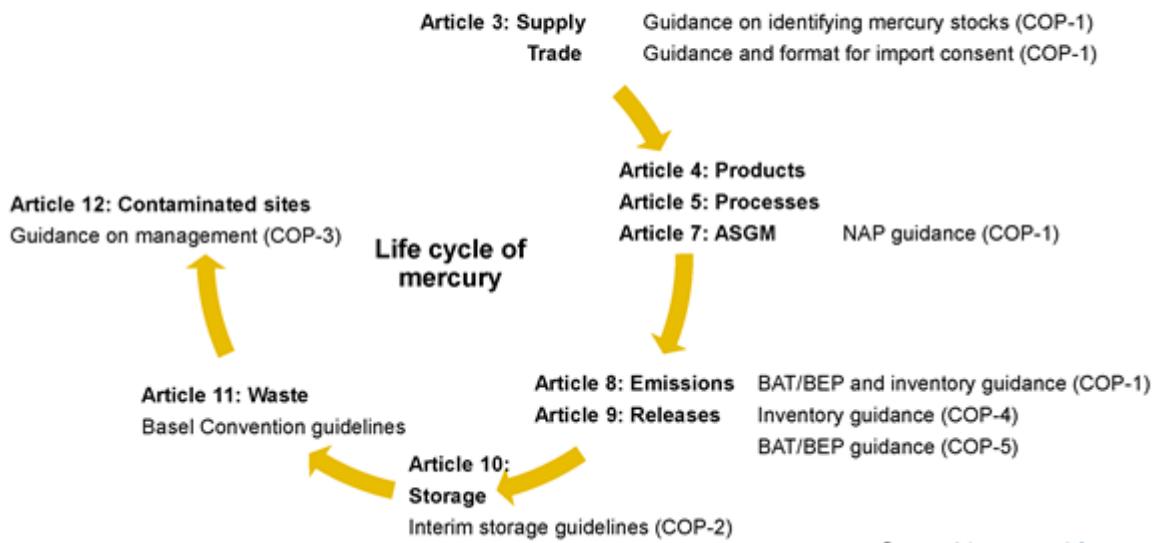 Article 3: Supply Guidance on identifying mercury stocks (COP-1)
Trade Guidance and format for import consent (COP-1)
Article 4: Products
Article 5: Processes
Article 7: ASGM NAP guidance (COP-1)
Article 12: Contaminated sites
Guidance on management (COP-3)
Life cycle of
mercury
Article 8: Emissions BAT/BEP and inventory guidance (COP-1)
Article 9: Releases Inventory guidance (COP-4)
BAT/BEP guidance (COP-5)
Article 11: Waste
Basel Convention guidelines
Article 10:
Storage
Interim storage guidelines (COP-2)